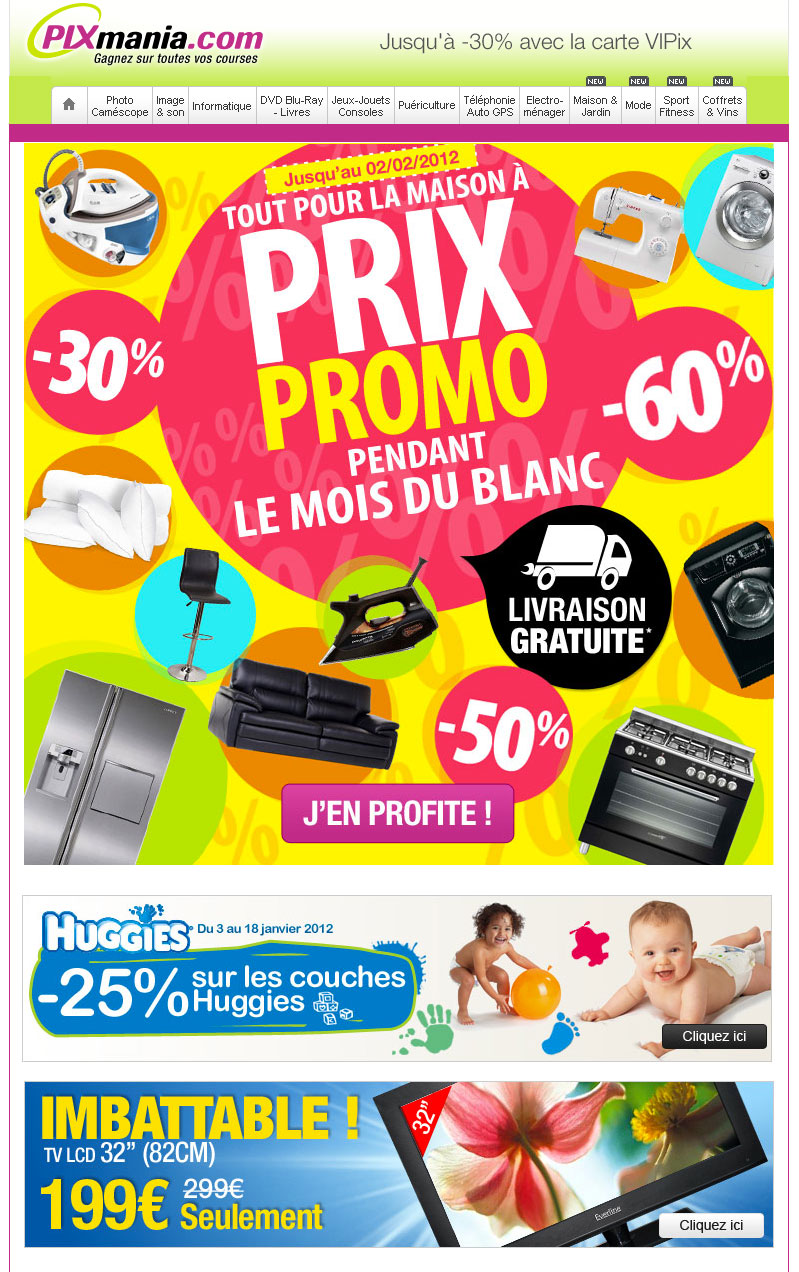 PIXmania.com
Gagnez sur toutes vos courses
Jusqu'à -30% avec la carte VIPix
NEW
NEW
NEW
NEW
Photo
Caméscope
Image
& son
Informatique
DVD Blu-Ray
- Livres
Jeux-Jouets
Consoles
Puériculture
Téléphonie
Auto GPS
Electro-
ménager
Maison &
Jardin
Mode
Sport
Fitness
Coffrets
& Vins
Jusqu'au 02/02/2012
TOUT POUR LA MAISON À
PRIX
PROMO
PENDANT
LE MOIS DU BLANC
-30%
-60%
LIVRAISON
GRATUITE*
-50%
J'EN PROFITE !
HUGGIES
Du 3 au 18 janvier 2012
-25% sur les couches
Huggies
Cliquez ici
IMBATTABLE !
TV LCD 32" (82CM)
199€ 299€
Seulement
32"
Everline
Cliquez ici